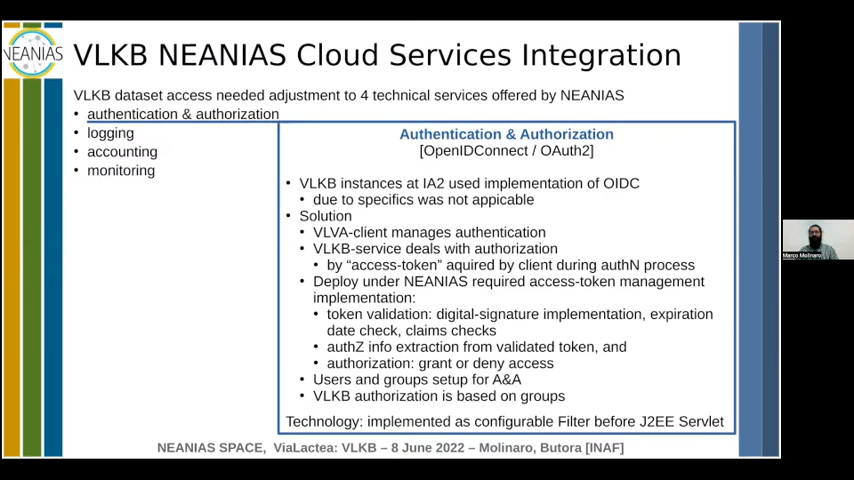 NEANIAS
VLKB NEANIAS Cloud Services Integration
VLKB dataset access needed adjustment to 4 technical services offered by NEANIAS
• authentication & authorization
• logging
• accounting
• monitoring
Authentication & Authorization
[OpenIDConnect / OAuth2]
• VLKB instances at IA2 used implementation of OIDC
• due to specifics was not appicable
• Solution
• VLVA-client manages authentication
• VLKB-service deals with authorization
• by “access-token” aquired by client during authN process
• Deploy under NEANIAS required access-token management
implementation:
• token validation: digital-signature implementation, expiration
date check, claims checks
• authZ info extraction from validated token, and
• authorization: grant or deny access
• Users and groups setup for A&A
• VLKB authorization is based on groups
Technology: implemented as configurable Filter before J2EE Servlet
NEANIAS SPACE, ViaLactea: VLKB – 8 June 2022 – Molinaro, Butora [INAF]
Marco Molinaro